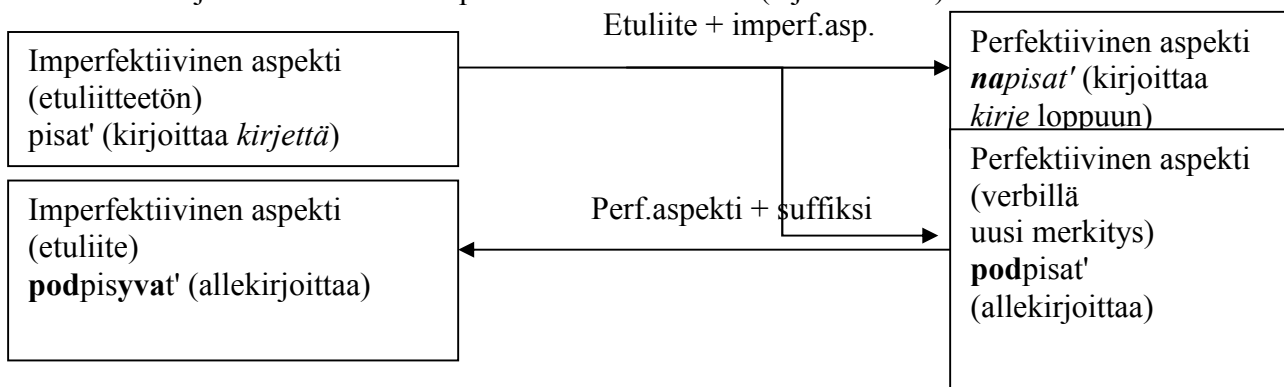 Etuliite + imperf.asp.
Imperfektiivinen aspekti
(etuliitteetön)
pisat' (kirjoittaa kirjettä)
Perfektiivinen aspekti
napisat' (kirjoittaa
kirje loppuun)
Perfektiivinen aspekti
(verbillä
uusi merkitys)
podpisat'
(allekirjoittaa)
Perf.aspekti + suffiksi
Imperfektiivinen aspekti
(etuliite)
podpisyvat' (allekirjoittaa)